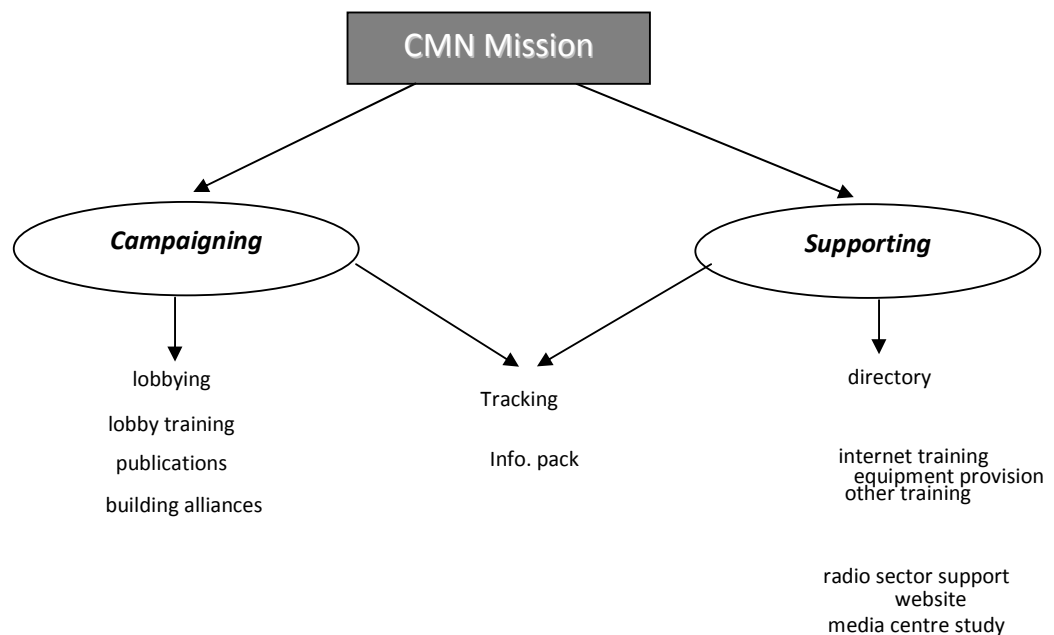 CMN Mission
Campaigning
Supporting
lobbying
lobby training
publications
building alliances
Tracking
Info. pack
directory
internet training
equipment provision
other training
radio sector support
website
media centre study